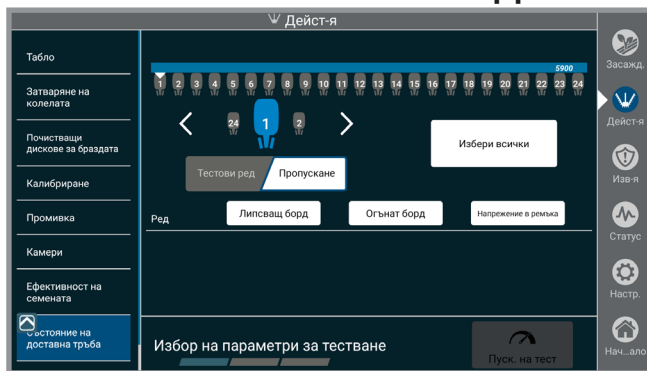 Дейст-я
Табло
Затваряне на
колелата
Почистващи
дискове за браздата
Калибриране
Промивка
Камери
Ефективност на
семената
доставна тръба
5900
1 2 3 4 5 6 7 8 9 10 11 12 13 14 15 16 17 18 19 20 21 22 23 24
24 1 2
Избери всички
Тестови ред Пропускане
Ред Липсващ борд Огънат борд Напрежение в ремъка
Избор на параметри за тестване
Пуск. на тест
Засажд.
Дейст-я
Изв-я
Статус
Настр.
Нач...ало